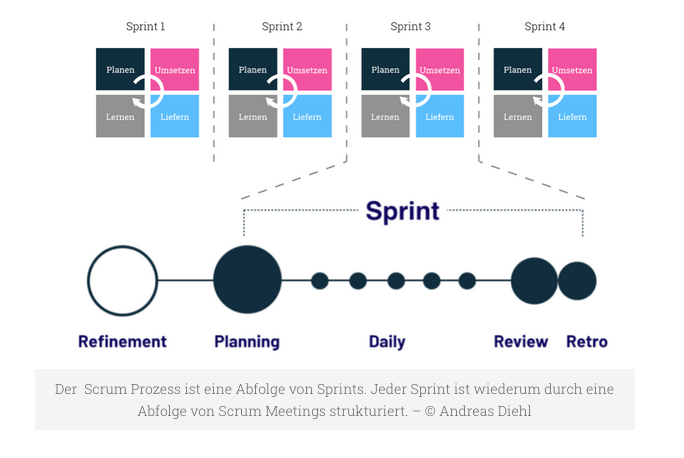 Sprint 1 Sprint 2 Sprint 3 Sprint 4
Planen Umsetzen Planen Umsetzen Planen Umsetzen Planen Umsetzen
Lernen Liefern Lernen Liefern Lernen Liefern Lernen Liefern
Sprint
Refinement Planning Daily Review Retro
Der Scrum Prozess ist eine Abfolge von Sprints. Jeder Sprint ist wiederum durch eine
Abfolge von Scrum Meetings strukturiert. – © Andreas Diehl